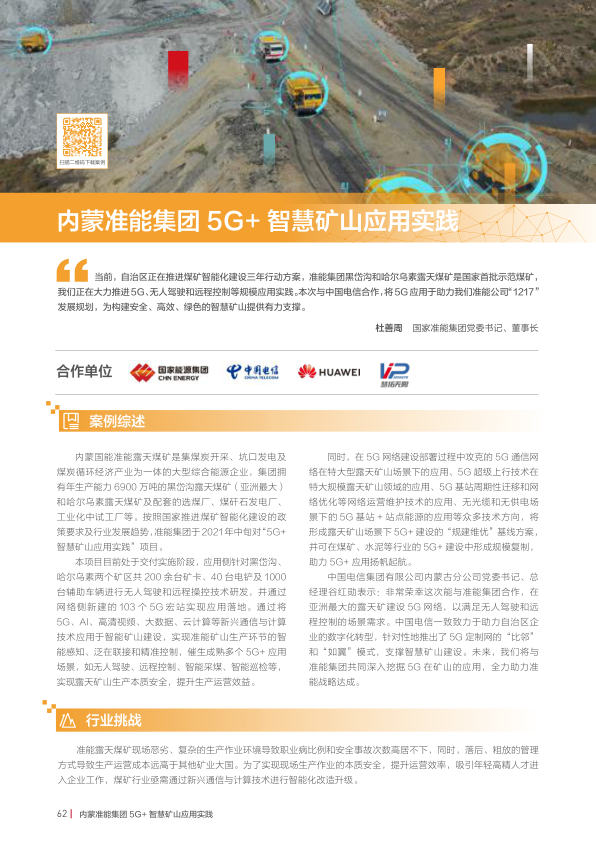 扫描二维码下载案例
内蒙准能集团 5G+ 智慧矿山应用实践
当前，自治区正在推进煤矿智能化建设三年行动方案，准能集团黑岱沟和哈尔乌素露天煤矿是国家首批示范煤矿，
我们正在大力推进5G、无人驾驶和远程控制等规模应用实践。本次与中国电信合作，将5G应用于助力我们准能公司“1217”
发展规划，为构建安全、高效、绿色的智慧矿山提供有力支撑。
杜善周 国家准能集团党委书记、董事长
合作单位
国家能源集团
CHN ENERGY
中国电信
CHINA TELECOM
HUAWEI
慧拓无限
案例综述
内蒙国能准能露天煤矿是集煤炭开采、坑口发电及
煤炭循环经济产业为一体的大型综合能源企业，集团拥
有年生产能力 6900 万吨的黑岱沟露天煤矿（亚洲最大）
和哈尔乌素露天煤矿及配套的选煤厂、煤矸石发电厂、
工业化中试工厂等。按照国家推进煤矿智能化建设的政
策要求及行业发展趋势，准能集团于 2021年中旬对“5G+
智慧矿山应用实践”项目。
本项目目前处于交付实施阶段，应用侧针对黑岱沟、
哈尔乌素两个矿区共 200 余台矿卡、40 台电铲及 1000
台辅助车辆进行无人驾驶和远程操控技术研发，并通过
网络侧新建的 103 个 5G 宏站实现应用落地。通过将
5G、AI、高清视频、大数据、云计算等新兴通信与计算
技术应用于智能矿山建设，实现准能矿山生产环节的智
能感知、泛在联接和精准控制，催生成熟多个 5G+ 应用
场景，如无人驾驶、远程控制、智能采煤、智能巡检等，
实现露天矿山生产本质安全，提升生产运营效益。
同时，在 5G 网络建设部署过程中攻克的 5G 通信网
络在特大型露天矿山场景下的应用、5G 超级上行技术在
特大规模露天矿山领域的应用、5G 基站周期性迁移和网
络优化等网络运营维护技术的应用、无光缆和无供电场
景下的 5G 基站 + 站点能源的应用等众多技术方向，将
形成露天矿山场景下 5G+ 建设的“规建维优”基线方案，
并可在煤矿、水泥等行业的 5G+ 建设中形成规模复制，
助力 5G+ 应用扬帆起航。
中国电信集团有限公司内蒙古分公司党委书记、总
经理谷红勋表示：非常荣幸这次能与准能集团合作，在
亚洲最大的露天矿建设 5G 网络，以满足无人驾驶和远
程控制的场景需求。中国电信一致致力于助力自治区企
业的数字化转型，针对性地推出了 5G 定制网的“比邻”
和“如翼”模式，支撑智慧矿山建设。未来，我们将与
准能集团共同深入挖掘 5G 在矿山的应用，全力助力准
能战略达成。
行业挑战
准能露天煤矿现场恶劣、复杂的生产作业环境导致职业病比例和安全事故次数高居不下，同时，落后、粗放的管理
方式导致生产运营成本远高于其他矿业大国。为了实现现场生产作业的本质安全，提升运营效率，吸引年轻高精人才进
入企业工作，煤矿行业亟需通过新兴通信与计算技术进行智能化改造升级。
62 | 内蒙准能集团 5G+ 智慧矿山应用实践